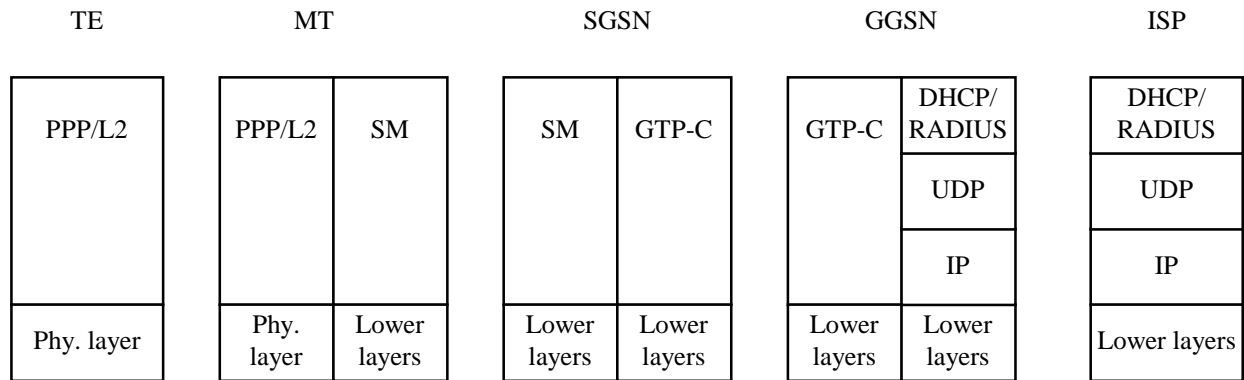 TE
MT
SGSN
GGSN
ISP
PPP/L2
Phy. layer
PPP/L2
SM
Phy.
layer
Lower
layers
SM
GTP-C
Lower
layers
Lower
layers
GTP-C
DHCP/
RADIUS
UDP
IP
Lower
layers
Lower
layers
DHCP/
RADIUS
UDP
IP
Lower layers